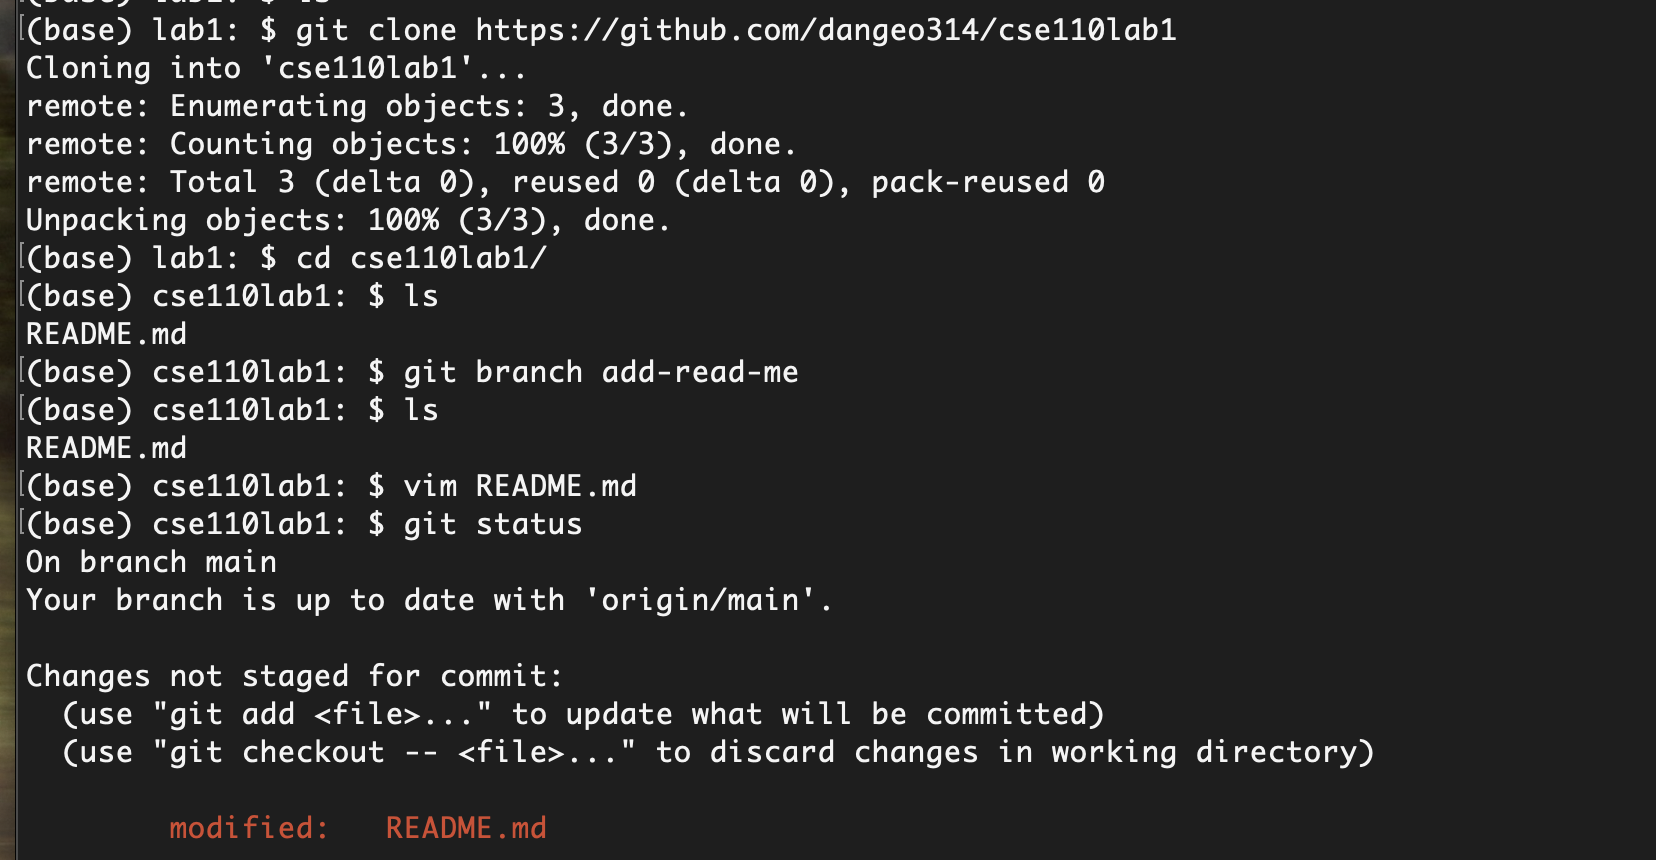 (base) lab1: $ ls
(base) lab1: $ git clone https://github.com/dangeo314/cse110lab1
Cloning into 'cse110lab1'...
remote: Enumerating objects: 3, done.
remote: Counting objects: 100% (3/3), done.
remote: Total 3 (delta 0), reused 0 (delta 0), pack-reused 0
Unpacking objects: 100% (3/3), done.
(base) lab1: $ cd cse110lab1/
(base) cse110lab1: $ ls
README.md
(base) cse110lab1: $ git branch add-read-me
(base) cse110lab1: $ ls
README.md
(base) cse110lab1: $ vim README.md
(base) cse110lab1: $ git status
On branch main
Your branch is up to date with 'origin/main'.

Changes not staged for commit:
  (use "git add <file>..." to update what will be committed)
  (use "git checkout -- <file>..." to discard changes in working directory)

        modified:   README.md